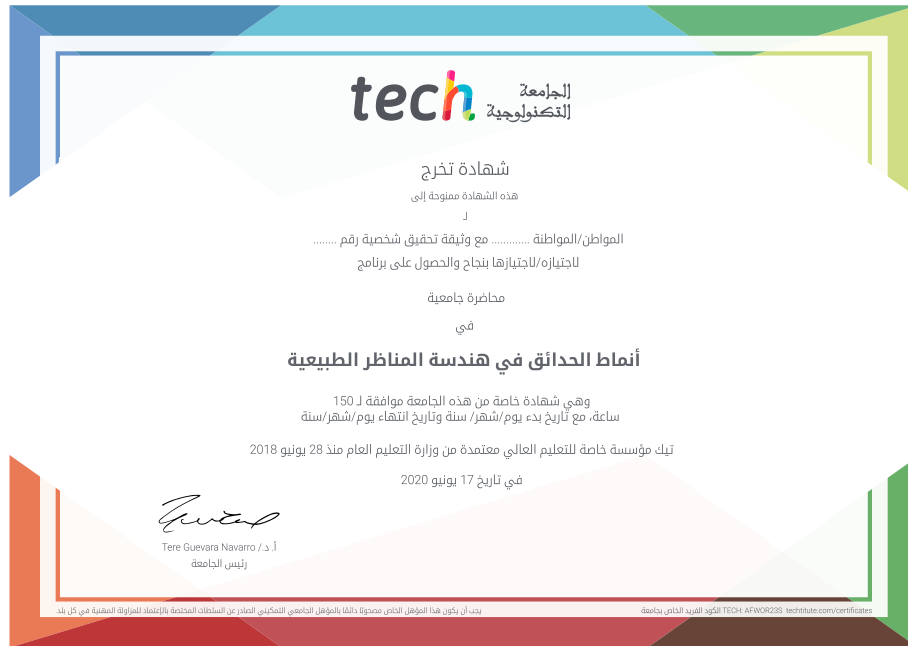 tech الجامعة
التكنولوجية
شهادة تخرج
هذه الشهادة ممنوحة إلى
لـ
المواطن/المواطنة ............. مع وثيقة تحقيق شخصية رقم ........
لاجتيازه/لاجتيازها بنجاح والحصول على برنامج
محاضرة جامعية
في
أنماط الحدائق في هندسة المناظر الطبيعية
وهي شهادة خاصة من هذه الجامعة موافقة لـ 150
ساعة، مع تاريخ بدء يوم/شهر/ سنة وتاريخ انتهاء يوم/شهر/سنة
تيك مؤسسة خاصة للتعليم العالي معتمدة من وزارة التعليم العام منذ 28 يونيو 2018
في تاريخ 17 يونيو 2020
أ. د./ Tere Guevara Navarro
رئيس الجامعة
يجب أن يكون هذا المؤهل الخاص مصحوبًا دائمًا بالمؤهل الجامعي التمكيني الصادر عن السلطات المختصة بالإعتماد للمزاولة المهنية في كل بلد.
الكود الفريد الخاص بجامعة TECH: AFWOR23S techtitute.com/certificates